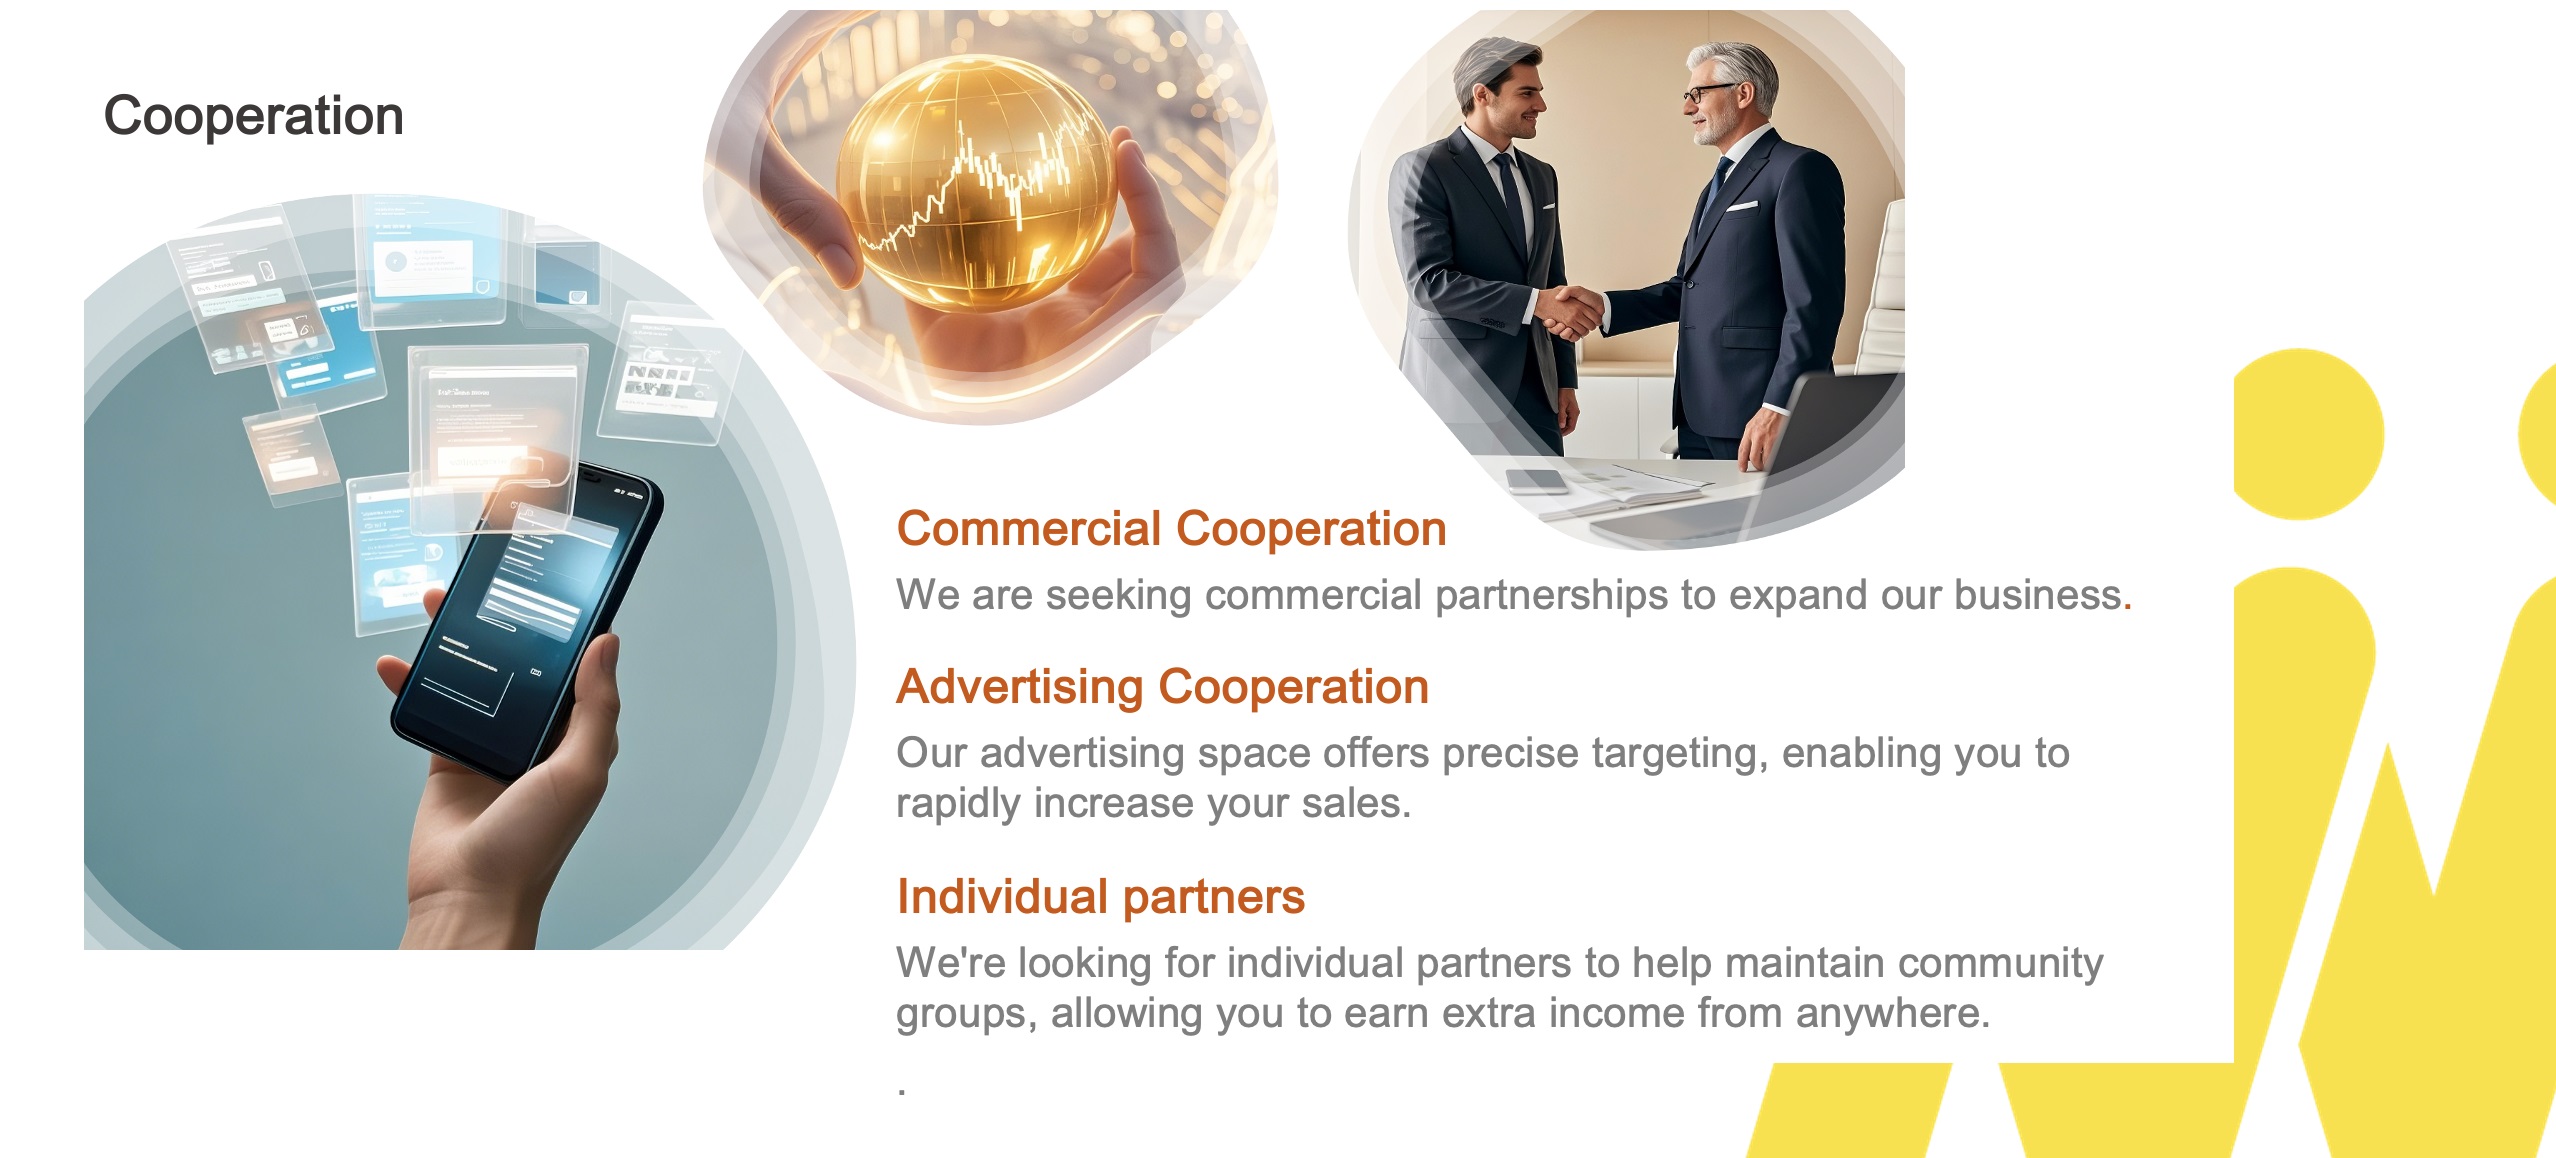 Cooperation
Commercial Cooperation
We are seeking commercial partnerships to expand our business.
Advertising Cooperation
Our advertising space offers precise targeting, enabling you to
rapidly increase your sales.
Individual partners
We're looking for individual partners to help maintain community
groups, allowing you to earn extra income from anywhere.
.